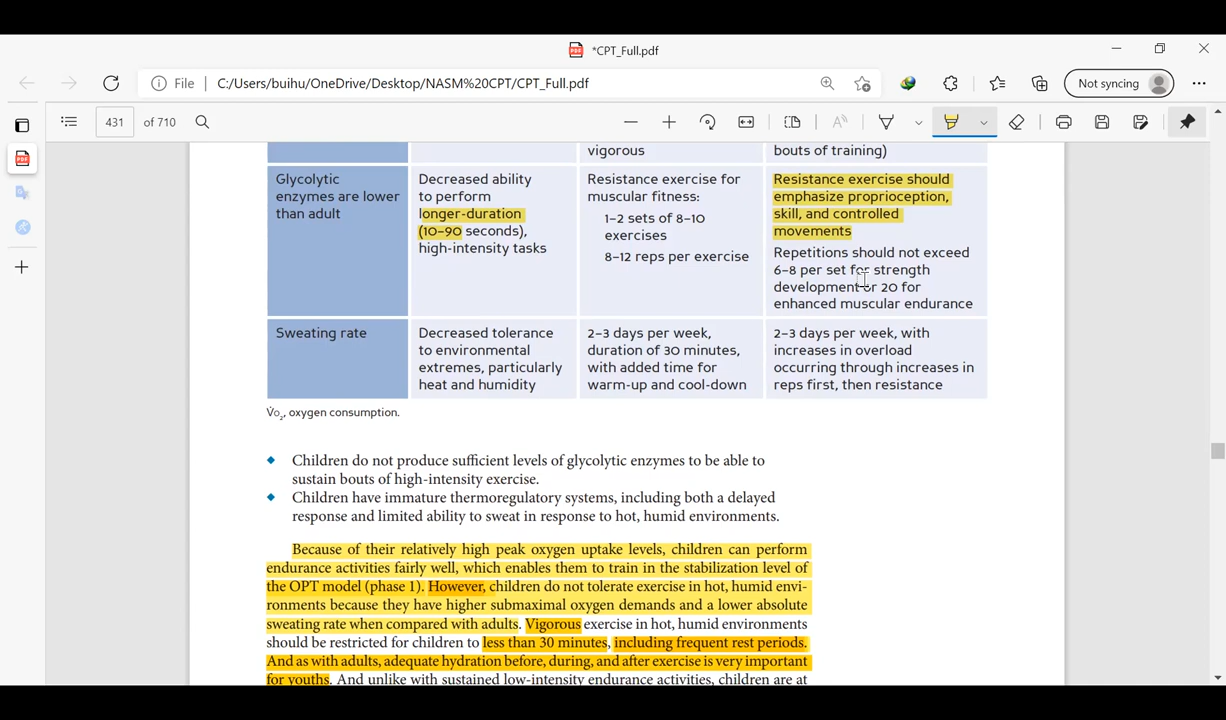 *CPT_Full.pdf
File
C:/Users/buihu/OneDrive/Desktop/NASM%20CPT/CPT_Full.pdf
Not syncing
431 of 710
vigorous
bouts of training)
Glycolytic
enzymes are lower
than adult
Decreased ability
to perform
longer-duration
(10–90 seconds),
high-intensity tasks
Resistance exercise for
muscular fitness:
1–2 sets of 8–10
exercises
8–12 reps per exercise
Resistance exercise should
emphasize proprioception,
skill, and controlled
movements
Repetitions should not exceed
6–8 per set for strength
development or 20 for
enhanced muscular endurance
Sweating rate
Decreased tolerance
to environmental
extremes, particularly
heat and humidity
2–3 days per week,
duration of 30 minutes,
with added time for
warm-up and cool-down
2–3 days per week, with
increases in overload
occurring through increases in
reps first, then resistance
V̇o2, oxygen consumption.
◆ Children do not produce sufficient levels of glycolytic enzymes to be able to
sustain bouts of high-intensity exercise.
◆ Children have immature thermoregulatory systems, including both a delayed
response and limited ability to sweat in response to hot, humid environments.
Because of their relatively high peak oxygen uptake levels, children can perform
endurance activities fairly well, which enables them to train in the stabilization level of
the OPT model (phase 1). However, children do not tolerate exercise in hot, humid envi-
ronments because they have higher submaximal oxygen demands and a lower absolute
sweating rate when compared with adults. Vigorous exercise in hot, humid environments
should be restricted for children to less than 30 minutes, including frequent rest periods.
And as with adults, adequate hydration before, during, and after exercise is very important
for youths. And unlike with sustained low-intensity endurance activities, children are at